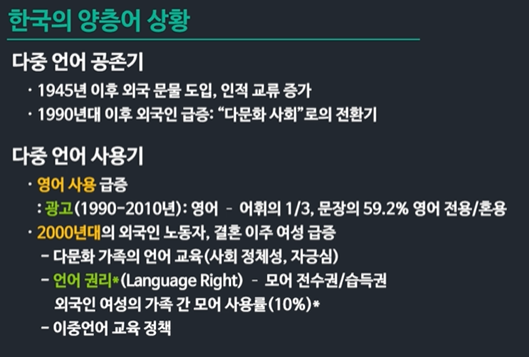 한국의 양층어 상황
다중 언어 공존기
· 1945년 이후 외국 문물 도입, 인적 교류 증가
· 1990년대 이후 외국인 급증: “다문화 사회”로의 전환기
다중 언어 사용기
· 영어 사용 급증
: 광고(1990-2010년): 영어 – 어휘의 1/3, 문장의 59.2% 영어 전용/혼용
· 2000년대의 외국인 노동자, 결혼 이주 여성 급증
– 다문화 가족의 언어 교육(사회 정체성, 자긍심)
– 언어 권리*(Language Right) – 모어 전수권/습득권
외국인 여성의 가족 간 모어 사용률(10%)*
– 이중언어 교육 정책